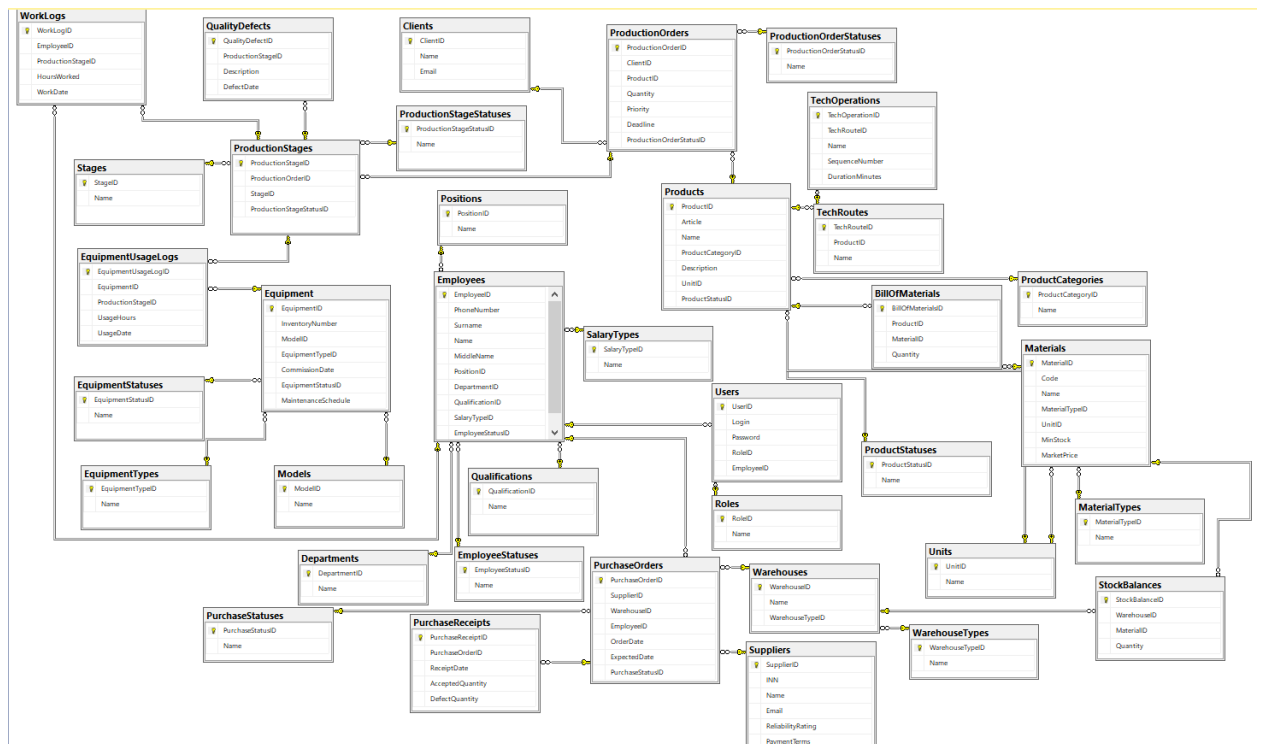 WorkLogs
WorkLogID
EmployeeID
ProductionStageID
HoursWorked
WorkDate
QualityDefects
QualityDefectID
ProductionStageID
Description
DefectDate
Clients
ClientID
Name
Email
ProductionOrders
ProductionOrderID
ClientID
ProductID
Quantity
Priority
Deadline
ProductionOrderStatusID
ProductionOrderStatuses
ProductionOrderStatusID
Name
ProductionStageStatuses
ProductionStageStatusID
Name
TechOperations
TechOperationID
TechRouteID
Name
SequenceNumber
DurationMinutes
Stages
StageID
Name
ProductionStages
ProductionStageID
ProductionOrderID
StageID
ProductionStageStatusID
Positions
PositionID
Name
Products
ProductID
Article
Name
ProductCategoryID
Description
UnitID
ProductStatusID
TechRoutes
TechRouteID
ProductID
Name
EquipmentUsageLogs
EquipmentUsageLogID
EquipmentID
ProductionStageID
UsageHours
UsageDate
Equipment
EquipmentID
InventoryNumber
ModelID
EquipmentTypeID
CommissionDate
EquipmentStatusID
MaintenanceSchedule
Employees
EmployeeID
PhoneNumber
Surname
Name
MiddleName
PositionID
DepartmentID
QualificationID
SalaryTypeID
EmployeeStatusID
SalaryTypes
SalaryTypeID
Name
BillOfMaterials
BillOfMaterialsID
ProductID
MaterialID
Quantity
ProductCategories
ProductCategoryID
Name
Materials
MaterialID
Code
Name
MaterialTypeID
UnitID
MinStock
MarketPrice
EquipmentStatuses
EquipmentStatusID
Name
Users
UserID
Login
Password
RoleID
EmployeeID
ProductStatuses
ProductStatusID
Name
EquipmentTypes
EquipmentTypeID
Name
Models
ModelID
Name
Qualifications
QualificationID
Name
Roles
RoleID
Name
MaterialTypes
MaterialTypeID
Name
Departments
DepartmentID
Name
EmployeeStatuses
EmployeeStatusID
Name
PurchaseOrders
PurchaseOrderID
SupplierID
WarehouseID
EmployeeID
OrderDate
ExpectedDate
PurchaseStatusID
Warehouses
WarehouseID
Name
WarehouseTypeID
Units
UnitID
Name
StockBalances
StockBalanceID
WarehouseID
MaterialID
Quantity
PurchaseStatuses
PurchaseStatusID
Name
PurchaseReceipts
PurchaseReceiptID
PurchaseOrderID
ReceiptDate
AcceptedQuantity
DefectQuantity
WarehouseTypes
WarehouseTypeID
Name
Suppliers
SupplierID
INN
Name
Email
ReliabilityRating
PaymentTerms